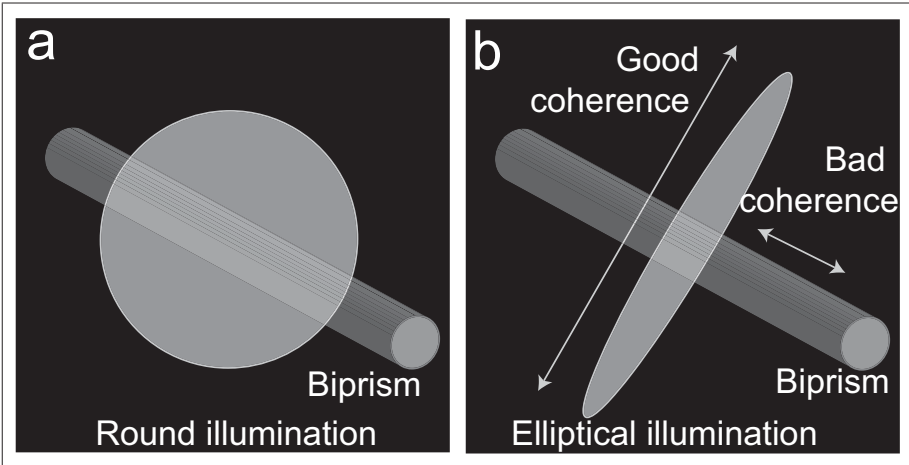 a
Biprism
Round illumination
b
Good
coherence
Bad
coherence
Biprism
Elliptical illumination